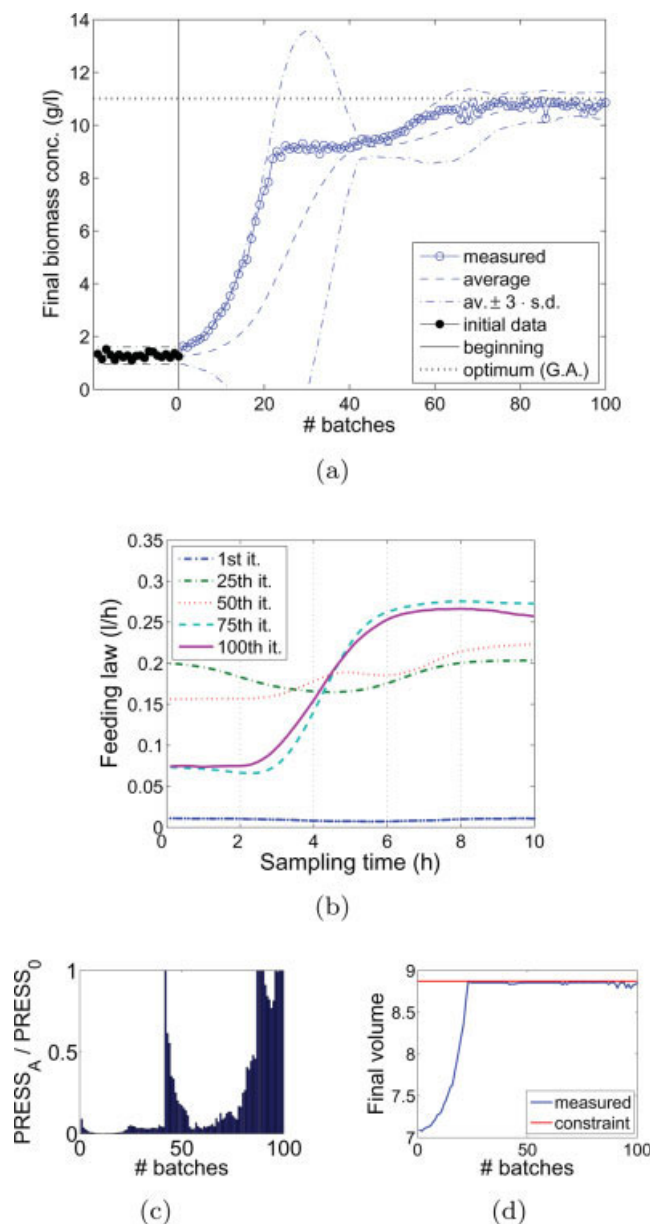 14
12
10
8
6
4
2
0
Final biomass conc. (g/l)
measured
average
av.± 3 · s.d.
initial data
beginning
optimum (G.A.)
0 20 40 60 80 100
# batches
(a)
0.35
0.3
0.25
0.2
0.15
0.1
0.05
0
Feeding law (l/h)
1st it.
25th it.
50th it.
75th it.
100th it.
0 2 4 6 8 10
Sampling time (h)
(b)
1
0.5
0
PRESS_A / PRESS_0
0 50 100
# batches
(c)
9
8.5
8
7.5
7
Final volume
measured
constraint
0 50 100
# batches
(d)